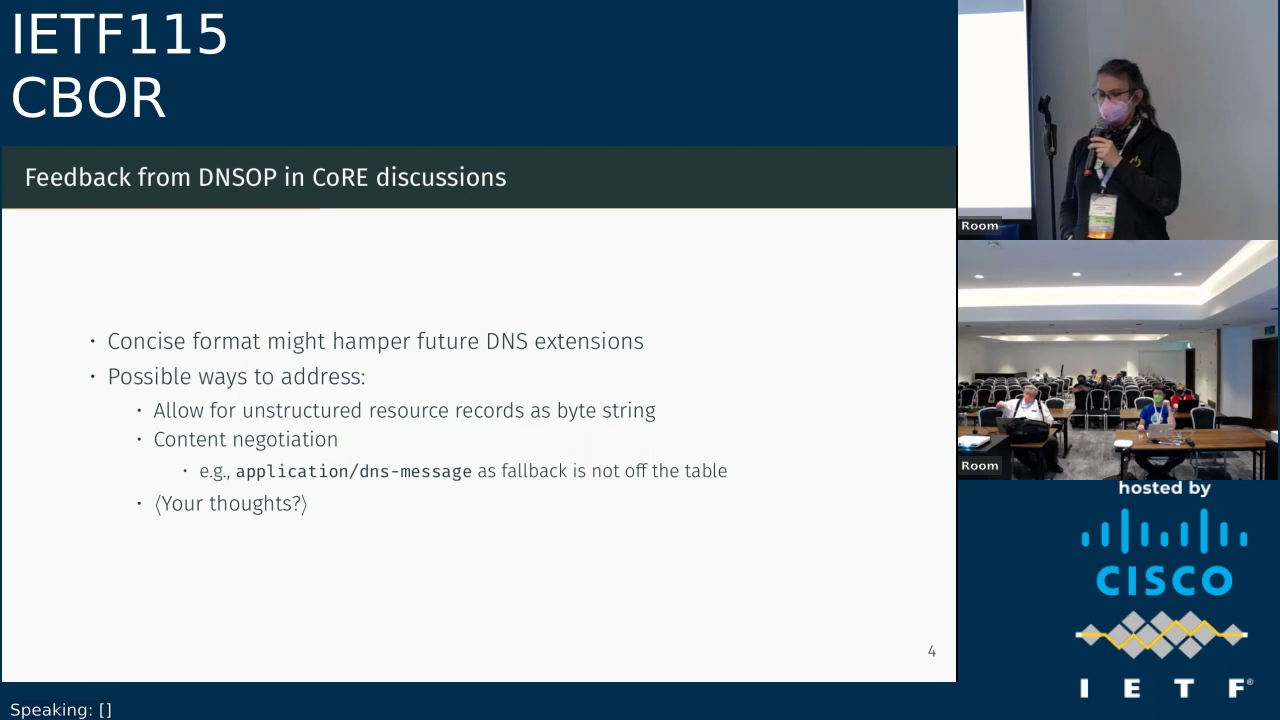 IETF115
CBOR
Feedback from DNSOP in CoRE discussions
• Concise format might hamper future DNS extensions
• Possible ways to address:
• Allow for unstructured resource records as byte string
• Content negotiation
• e.g., application/dns-message as fallback is not off the table
• ⟨Your thoughts?⟩
4
Room
Room
hosted by
CISCO
I E T F®
Speaking: []